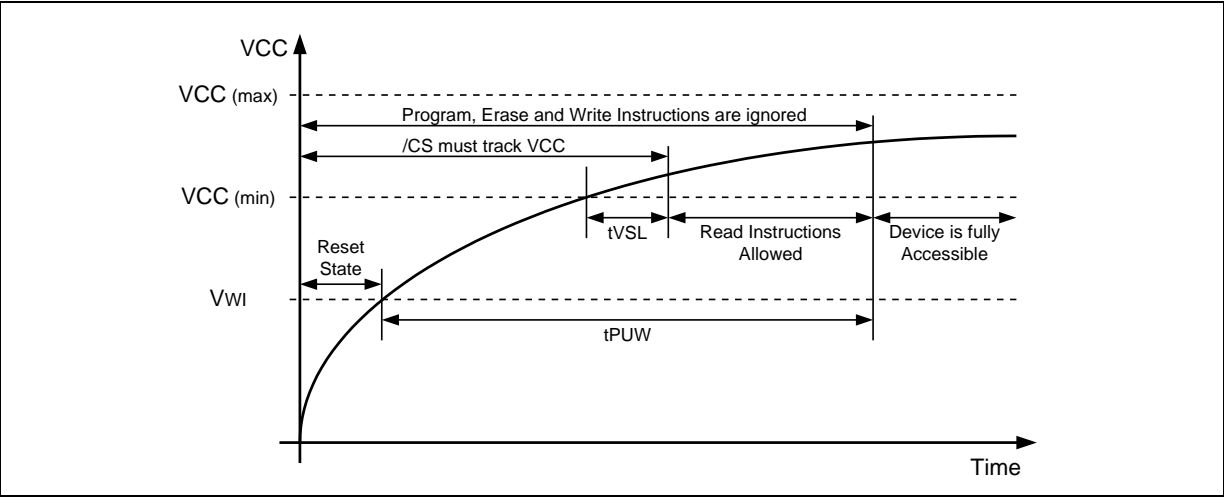 VCC
VCC (max)
Program, Erase and Write Instructions are ignored
/CS must track VCC
VCC (min)
tVSL
Read Instructions
Allowed
Device is fully
Accessible
Reset
State
VWI
tPUW
Time